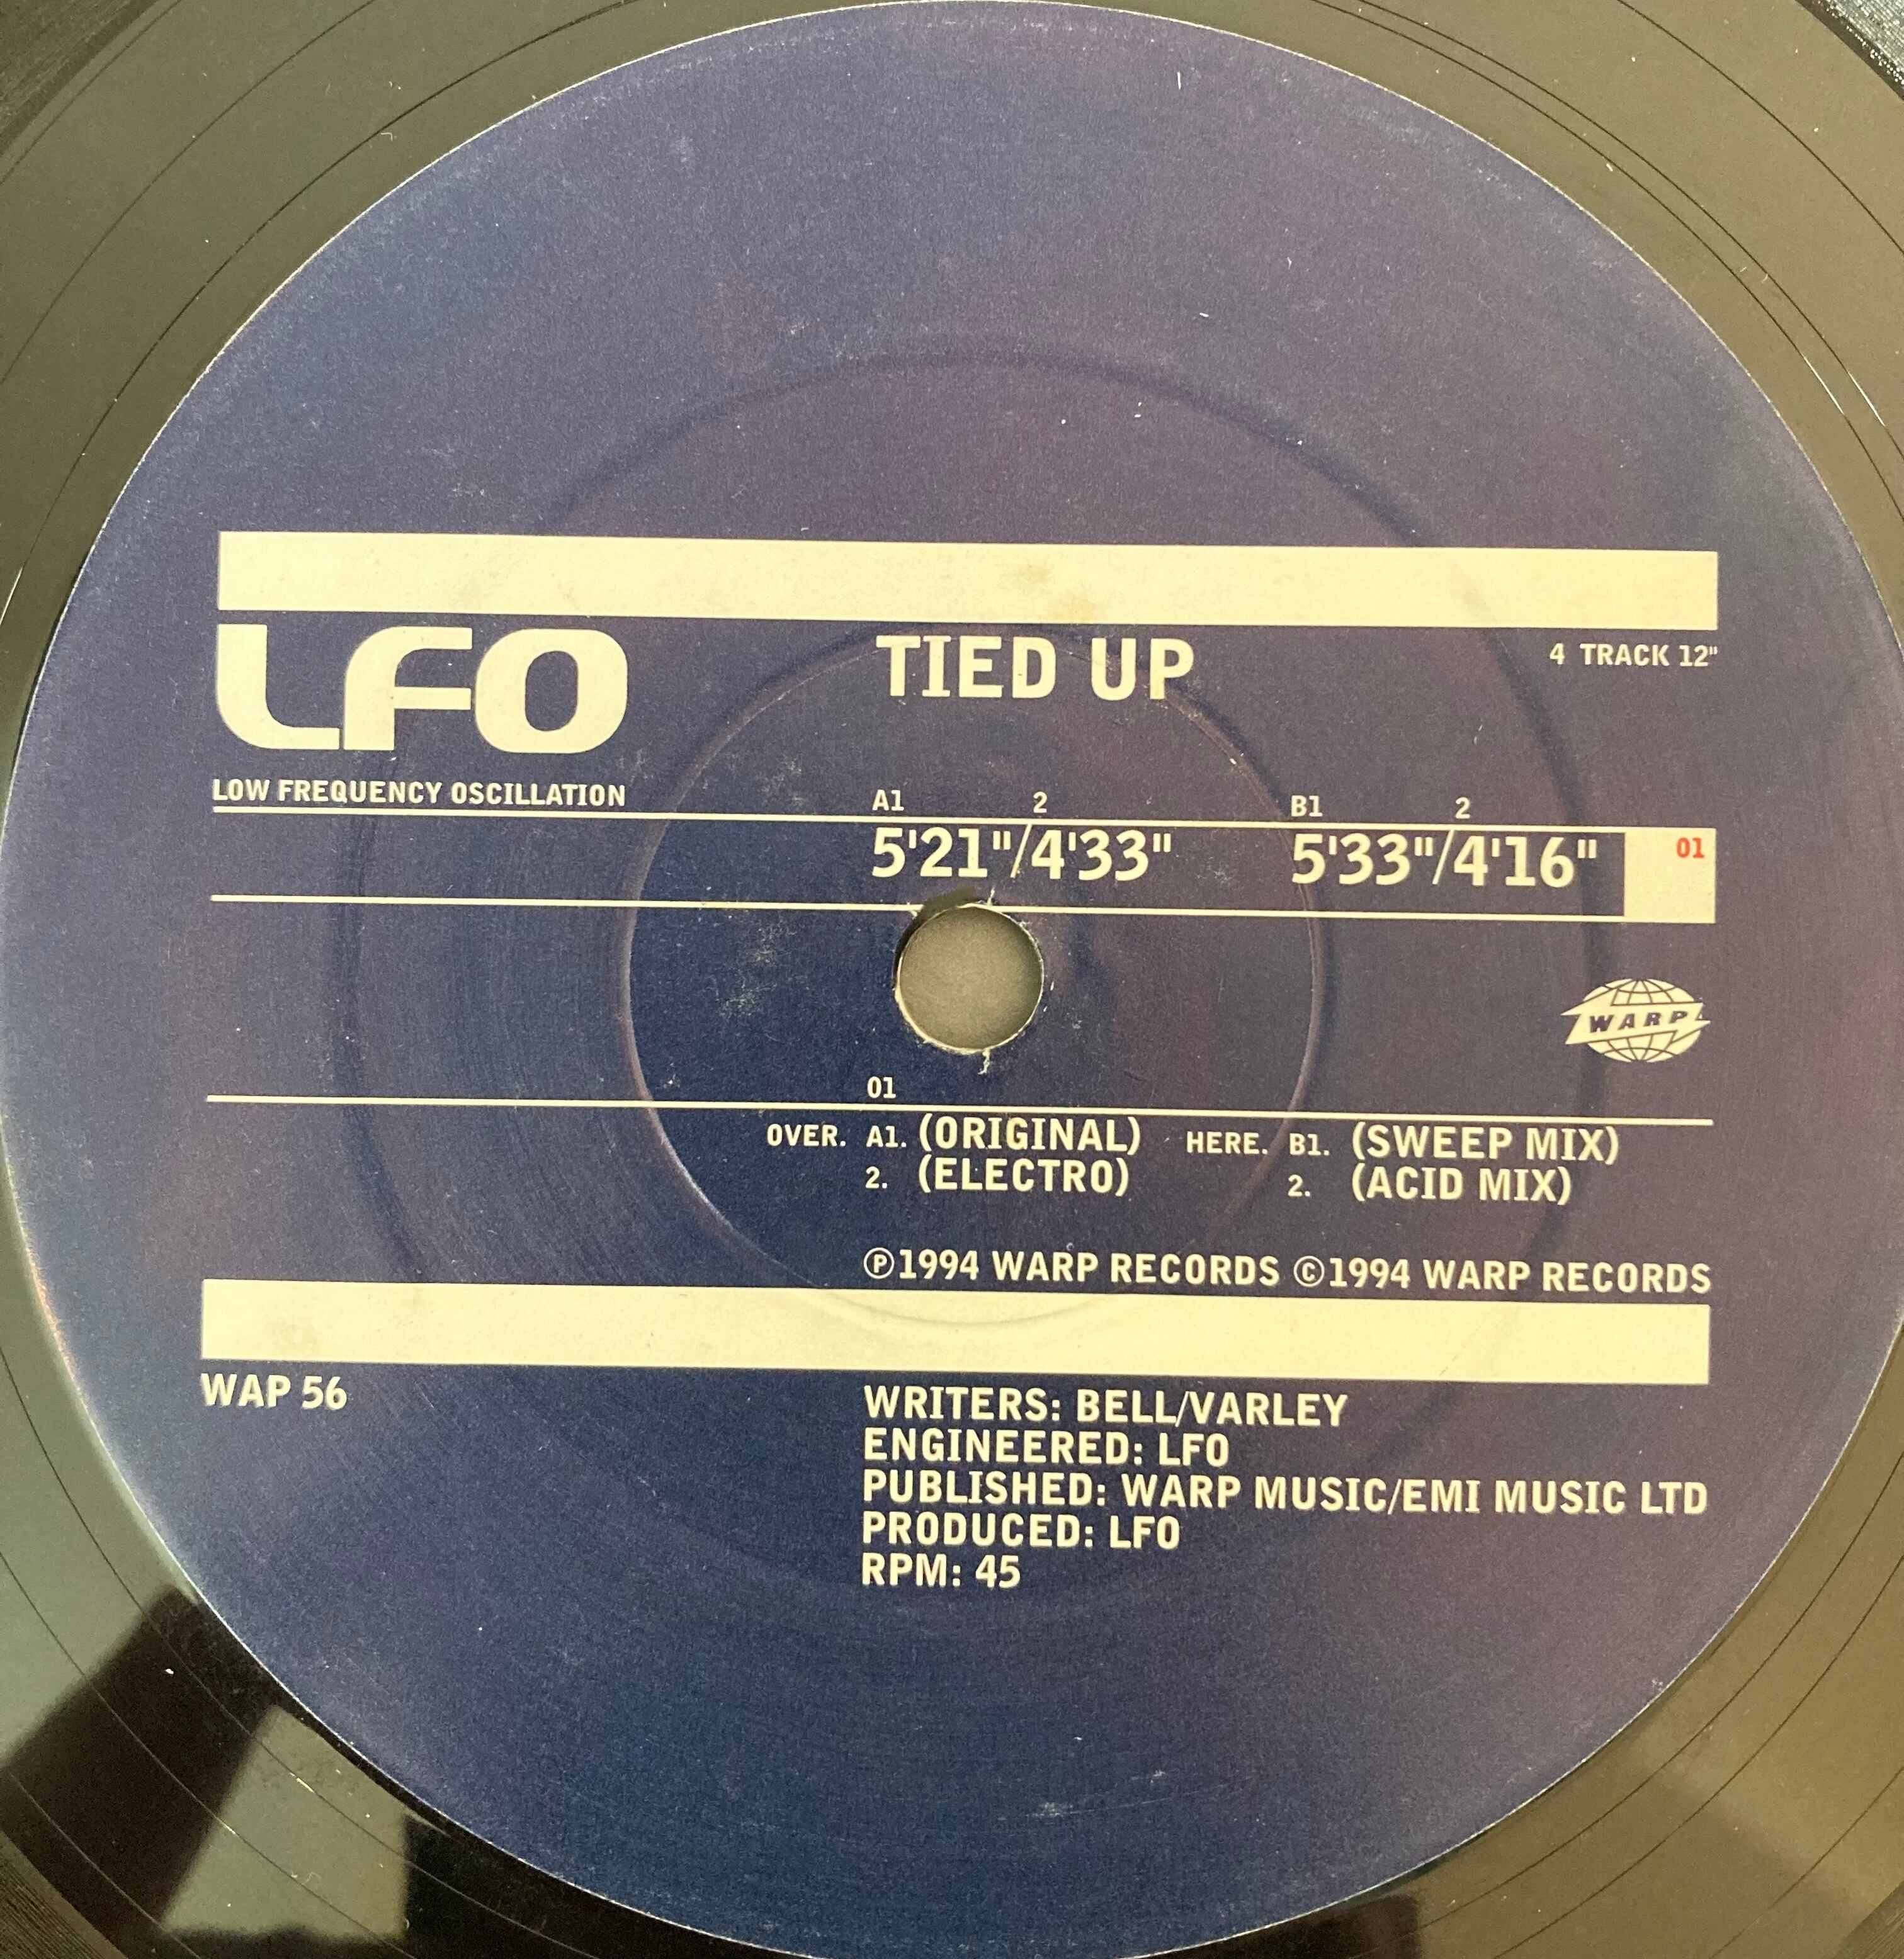 LFO
TIED UP
4 TRACK 12"
LOW FREQUENCY OSCILLATION
A1 2 B1 2
5'21"/4'33" 5'33"/4'16" 01
WARP
01
OVER. A1. (ORIGINAL) HERE. B1. (SWEEP MIX)
2. (ELECTRO) 2. (ACID MIX)
℗1994 WARP RECORDS ©1994 WARP RECORDS
WAP 56
WRITERS: BELL/VARLEY
ENGINEERED: LFO
PUBLISHED: WARP MUSIC/EMI MUSIC LTD
PRODUCED: LFO
RPM: 45